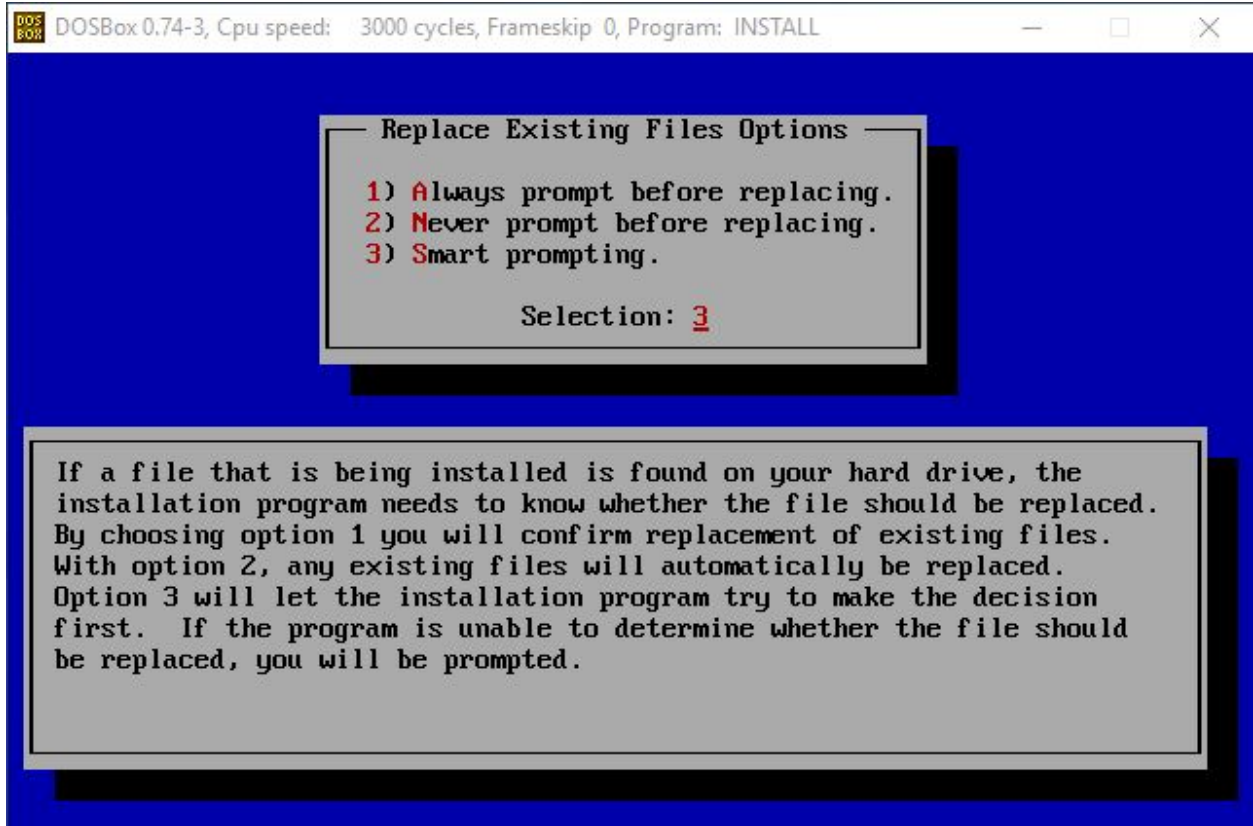 DOS BOX DOSBox 0.74-3, Cpu speed: 3000 cycles, Frameskip 0, Program: INSTALL
Replace Existing Files Options
1) Always prompt before replacing.
2) Never prompt before replacing.
3) Smart prompting.
Selection: 3
If a file that is being installed is found on your hard drive, the
installation program needs to know whether the file should be replaced.
By choosing option 1 you will confirm replacement of existing files.
With option 2, any existing files will automatically be replaced.
Option 3 will let the installation program try to make the decision
first.  If the program is unable to determine whether the file should
be replaced, you will be prompted.